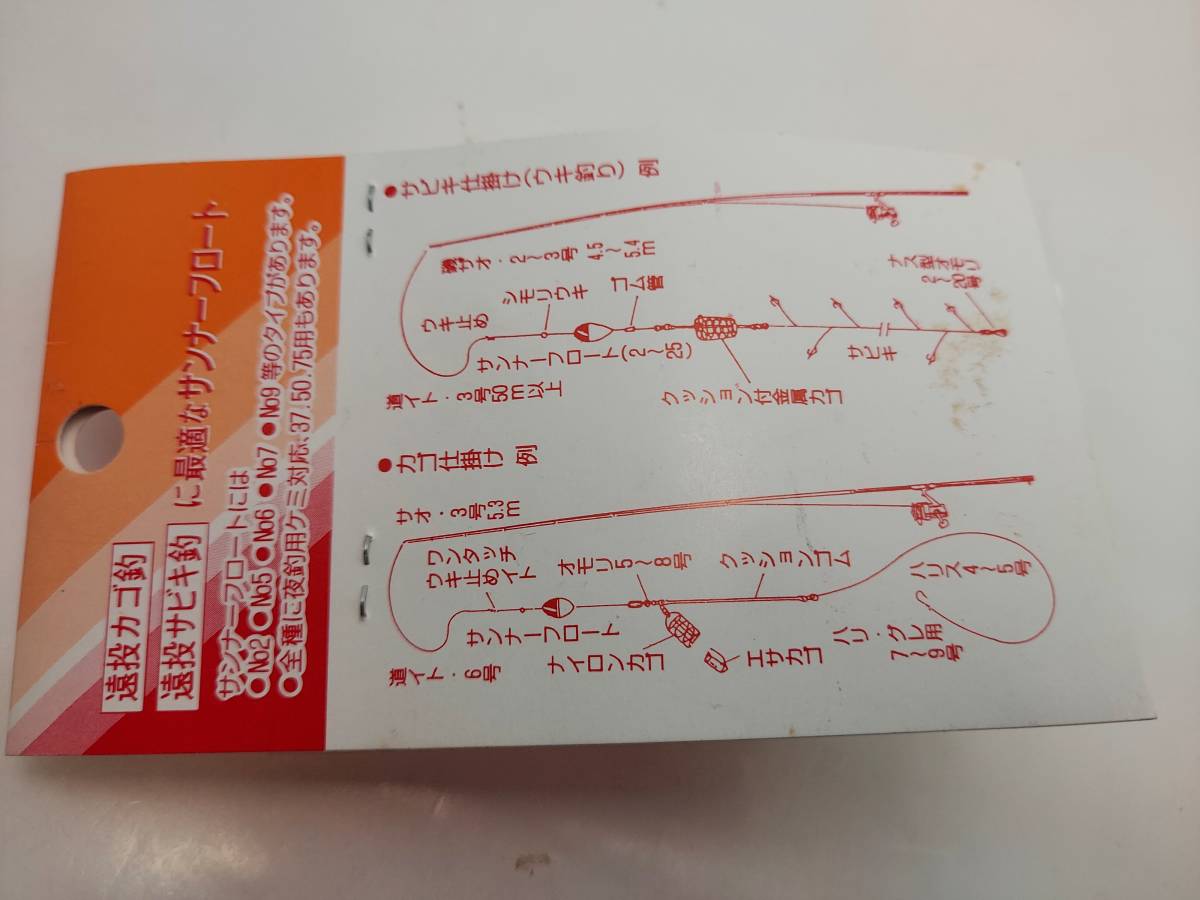 遠投カゴ釣
遠投サビキ釣
に最適なサンナーフロート
サンナーフロートには
●No2●No5●No6●No7●No9等のタイプがあります。
●全種に夜釣用ケミ対応、37.50.75用もあります。
●カゴ仕掛け 例
サオ・3号
5.3m
ワンタッチ
ウキ止めイト
オモリ5〜8号
クッションゴム
ハリス4〜5号
道イト・6号
サンナーフロート
ナイロンカゴ
エサカゴ
ハリ・グレ用
7〜9号
●サビキ仕掛け(ウキ釣り) 例
磯サオ・2〜3号
4.5
〜5.4m
ウキ止め
シモリウキ
ゴム管
ナス型オモリ
2〜20号
道イト・3号50m以上
サンナーフロート(2〜25)
クッション付金属カゴ
サビキ